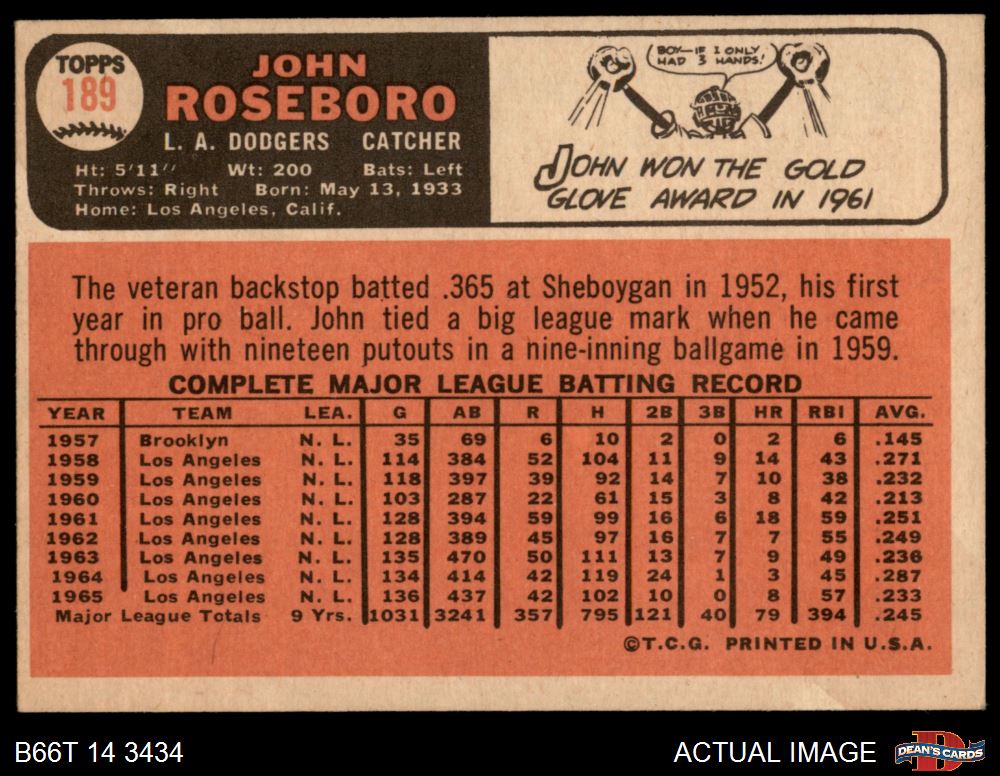 TOPPS
189
JOHN
ROSEBORO
L. A. DODGERS CATCHER
Ht: 5'11" Wt: 200 Bats: Left
Throws: Right Born: May 13, 1933
Home: Los Angeles, Calif.
BOY—IF I ONLY
HAD 3 HANDS!
JOHN WON THE GOLD
GLOVE AWARD IN 1961
The veteran backstop batted .365 at Sheboygan in 1952, his first
year in pro ball. John tied a big league mark when he came
through with nineteen putouts in a nine-inning ballgame in 1959.
COMPLETE MAJOR LEAGUE BATTING RECORD
YEAR TEAM LEA. G AB R H 2B 3B HR RBI AVG.
1957 Brooklyn N. L. 35 69 6 10 2 0 2 6 .145
1958 Los Angeles N. L. 114 384 52 104 11 9 14 43 .271
1959 Los Angeles N. L. 118 397 39 92 14 7 10 38 .232
1960 Los Angeles N. L. 103 287 22 61 15 3 8 42 .213
1961 Los Angeles N. L. 128 394 59 99 16 6 18 59 .251
1962 Los Angeles N. L. 128 389 45 97 16 7 7 55 .249
1963 Los Angeles N. L. 135 470 50 111 13 7 9 49 .236
1964 Los Angeles N. L. 134 414 42 119 24 1 3 45 .287
1965 Los Angeles N. L. 136 437 42 102 10 0 8 57 .233
Major League Totals 9 Yrs. 1031 3241 357 795 121 40 79 394 .245
©T.C.G. PRINTED IN U.S.A.
B66T 14 3434
ACTUAL IMAGE
DEAN'S CARDS